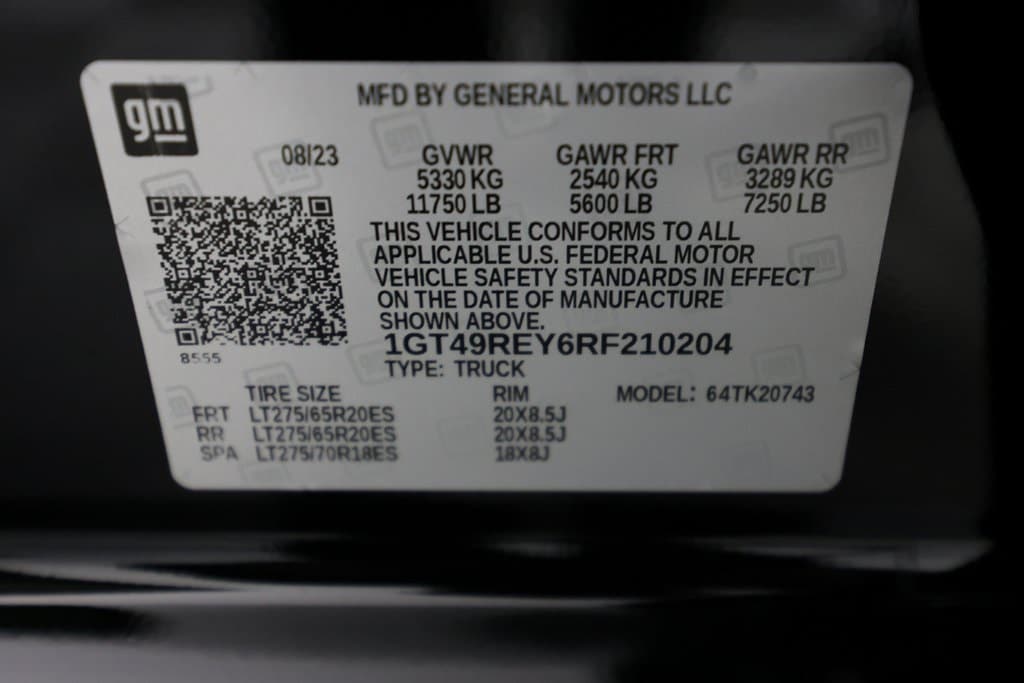 gm
MFD BY GENERAL MOTORS LLC
08/23 GVWR GAWR FRT GAWR RR
5330 KG 2540 KG 3289 KG
11750 LB 5600 LB 7250 LB
THIS VEHICLE CONFORMS TO ALL
APPLICABLE U.S. FEDERAL MOTOR
VEHICLE SAFETY STANDARDS IN EFFECT
ON THE DATE OF MANUFACTURE
SHOWN ABOVE.
1GT49REY6RF210204
8555
TYPE: TRUCK
TIRE SIZE RIM MODEL: 64TK20743
FRT LT275/65R20ES 20X8.5J
RR LT275/65R20ES 20X8.5J
SPA LT275/70R18ES 18X8J